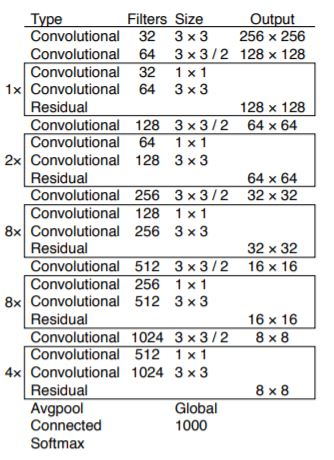 Type Filters Size Output
Convolutional 32 3 × 3 256 × 256
Convolutional 64 3 × 3 / 2 128 × 128
Convolutional 32 1 × 1
1× Convolutional 64 3 × 3
Residual 128 × 128
Convolutional 128 3 × 3 / 2 64 × 64
Convolutional 64 1 × 1
2× Convolutional 128 3 × 3
Residual 64 × 64
Convolutional 256 3 × 3 / 2 32 × 32
Convolutional 128 1 × 1
8× Convolutional 256 3 × 3
Residual 32 × 32
Convolutional 512 3 × 3 / 2 16 × 16
Convolutional 256 1 × 1
8× Convolutional 512 3 × 3
Residual 16 × 16
Convolutional 1024 3 × 3 / 2 8 × 8
Convolutional 512 1 × 1
4× Convolutional 1024 3 × 3
Residual 8 × 8
Avgpool Global
Connected 1000
Softmax